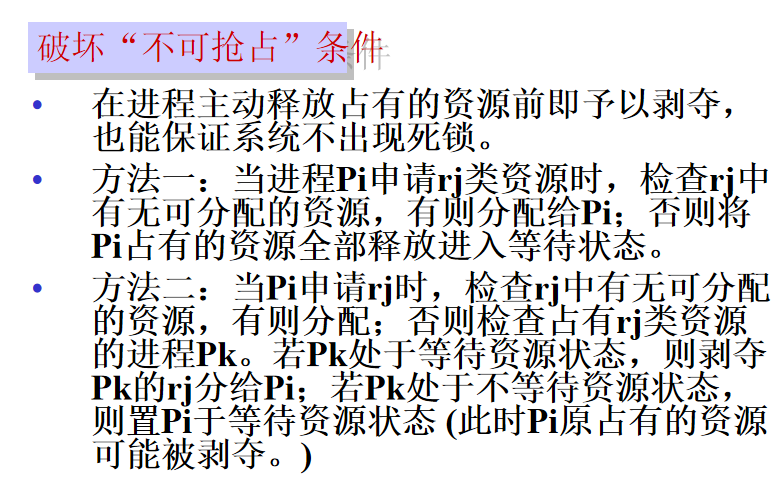 破坏“不可抢占”条件
• 在进程主动释放占有的资源前即予以剥夺，
也能保证系统不出现死锁。
• 方法一：当进程Pi申请rj类资源时，检查rj中
有无可分配的资源，有则分配给Pi；否则将
Pi占有的资源全部释放进入等待状态。
• 方法二：当Pi申请rj时，检查rj中有无可分配
的资源，有则分配；否则检查占有rj类资源
的进程Pk。若Pk处于等待资源状态，则剥夺
Pk的rj分给Pi；若Pk处于不等待资源状态，
则置Pi于等待资源状态 (此时Pi原占有的资源
可能被剥夺。)